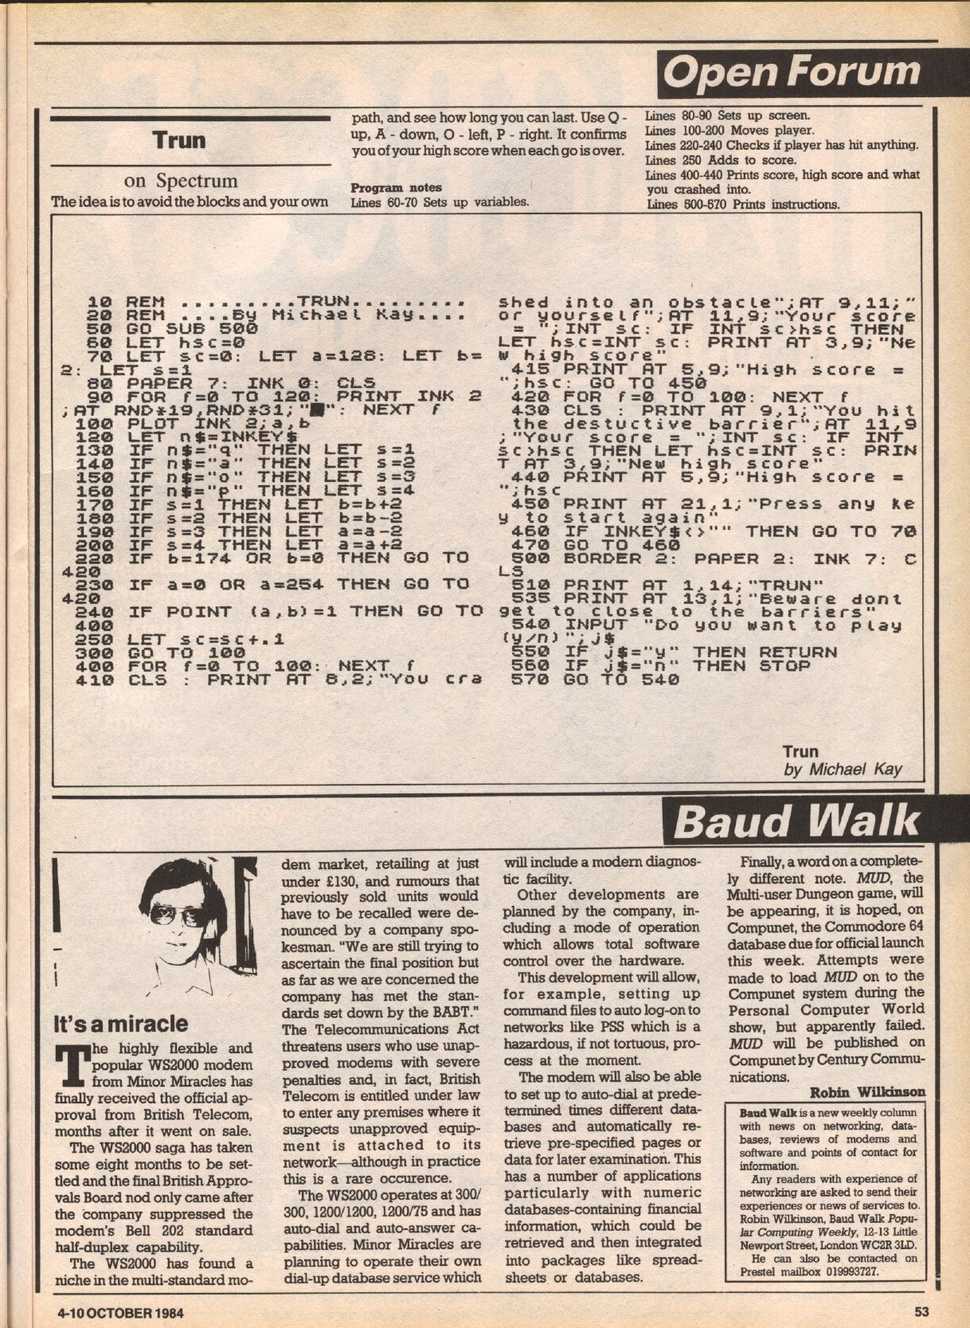 Open Forum
Trun
on Spectrum
The idea is to avoid the blocks and your own
path, and see how long you can last. Use Q -
up, A - down, O - left, P - right. It confirms
you of your high score when each go is over.
Program notes
Lines 60-70 Sets up variables.
Lines 80-90 Sets up screen.
Lines 100-200 Moves player.
Lines 220-240 Checks if player has hit anything.
Lines 250 Adds to score.
Lines 400-440 Prints score, high score and what
you crashed into.
Lines 500-570 Prints instructions.
10 REM .........TRUN.........
20 REM ....By Michael Kay....
50 GO SUB 500
60 LET hsc=0
70 LET sc=0: LET a=128: LET b=
2: LET s=1
80 PAPER 7: INK 0: CLS
90 FOR f=0 TO 120: PRINT INK 2
;AT RND*19,RND*31;"■": NEXT f
100 PLOT INK 2;a,b
120 LET n$=INKEY$
130 IF n$="q" THEN LET s=1
140 IF n$="a" THEN LET s=2
150 IF n$="o" THEN LET s=3
160 IF n$="p" THEN LET s=4
170 IF s=1 THEN LET b=b+2
180 IF s=2 THEN LET b=b-2
190 IF s=3 THEN LET a=a-2
200 IF s=4 THEN LET a=a+2
220 IF b=174 OR b=0 THEN GO TO
420
230 IF a=0 OR a=254 THEN GO TO
420
240 IF POINT (a,b)=1 THEN GO TO
400
250 LET sc=sc+.1
300 GO TO 100
400 FOR f=0 TO 100: NEXT f
410 CLS : PRINT AT 8,2;"You cra
shed into an obstacle";AT 9,11;"
or yourself";AT 11,9;"Your score
= ";INT sc: IF INT sc>hsc THEN
LET hsc=INT sc: PRINT AT 3,9;"Ne
w high score"
415 PRINT AT 5,9;"High score =
";hsc: GO TO 450
420 FOR f=0 TO 100: NEXT f
430 CLS : PRINT AT 9,1;"You hit
the destuctive barrier";AT 11,9
;"Your score = ";INT sc: IF INT
sc>hsc THEN LET hsc=INT sc: PRIN
T AT 3,9;"New high score"
440 PRINT AT 5,9;"High score =
";hsc
450 PRINT AT 21,1;"Press any ke
y to start again"
460 IF INKEY$<>"" THEN GO TO 70
470 GO TO 460
500 BORDER 2: PAPER 2: INK 7: C
LS
510 PRINT AT 1,14;"TRUN"
535 PRINT AT 13,1;"Beware dont
get to close to the barriers"
540 INPUT "Do you want to play
(y/n)";j$
550 IF j$="y" THEN RETURN
560 IF j$="n" THEN STOP
570 GO TO 540
Trun
by Michael Kay
Baud Walk
It's a miracle
The highly flexible and
popular WS2000 modem
from Minor Miracles has
finally received the official ap-
proval from British Telecom,
months after it went on sale.
The WS2000 saga has taken
some eight months to be set-
tled and the final British Appro-
vals Board nod only came after
the company suppressed the
modem's Bell 202 standard
half-duplex capability.
The WS2000 has found a
niche in the multi-standard mo-
dem market, retailing at just
under £130, and rumours that
previously sold units would
have to be recalled were de-
nounced by a company spo-
kesman. "We are still trying to
ascertain the final position but
as far as we are concerned the
company has met the stan-
dards set down by the BABT."
The Telecommunications Act
threatens users who use unap-
proved modems with severe
penalties and, in fact, British
Telecom is entitled under law
to enter any premises where it
suspects unapproved equip-
ment is attached to its
network—although in practice
this is a rare occurence.
The WS2000 operates at 300/
300, 1200/1200, 1200/75 and has
auto-dial and auto-answer ca-
pabilities. Minor Miracles are
planning to operate their own
dial-up database service which
will include a modern diagnos-
tic facility.
Other developments are
planned by the company, in-
cluding a mode of operation
which allows total software
control over the hardware.
This development will allow,
for example, setting up
command files to auto log-on to
networks like PSS which is a
hazardous, if not tortuous, pro-
cess at the moment.
The modem will also be able
to set up to auto-dial at prede-
termined times different data-
bases and automatically re-
trieve pre-specified pages or
data for later examination. This
has a number of applications
particularly with numeric
databases-containing financial
information, which could be
retrieved and then integrated
into packages like spread-
sheets or databases.
Finally, a word on a complete-
ly different note. MUD, the
Multi-user Dungeon game, will
be appearing, it is hoped, on
Compunet, the Commodore 64
database due for official launch
this week. Attempts were
made to load MUD on to the
Compunet system during the
Personal Computer World
show, but apparently failed.
MUD will be published on
Compunet by Century Commu-
nications.
Robin Wilkinson
Baud Walk is a new weekly column
with news on networking, data-
bases, reviews of modems and
software and points of contact for
information.
Any readers with experience of
networking are asked to send their
experiences or news of services to.
Robin Wilkinson, Baud Walk Popu-
lar Computing Weekly, 12-13 Little
Newport Street, London WC2R 3LD.
He can also be contacted on
Prestel mailbox 019993727.
4-10 OCTOBER 1984
53